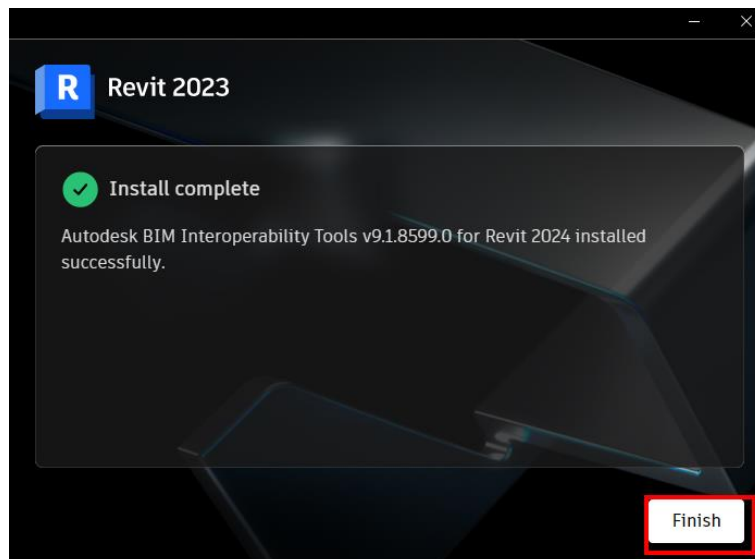 R
Revit 2023
Install complete
Autodesk BIM Interoperability Tools v9.1.8599.0 for Revit 2024 installed
successfully.
Finish